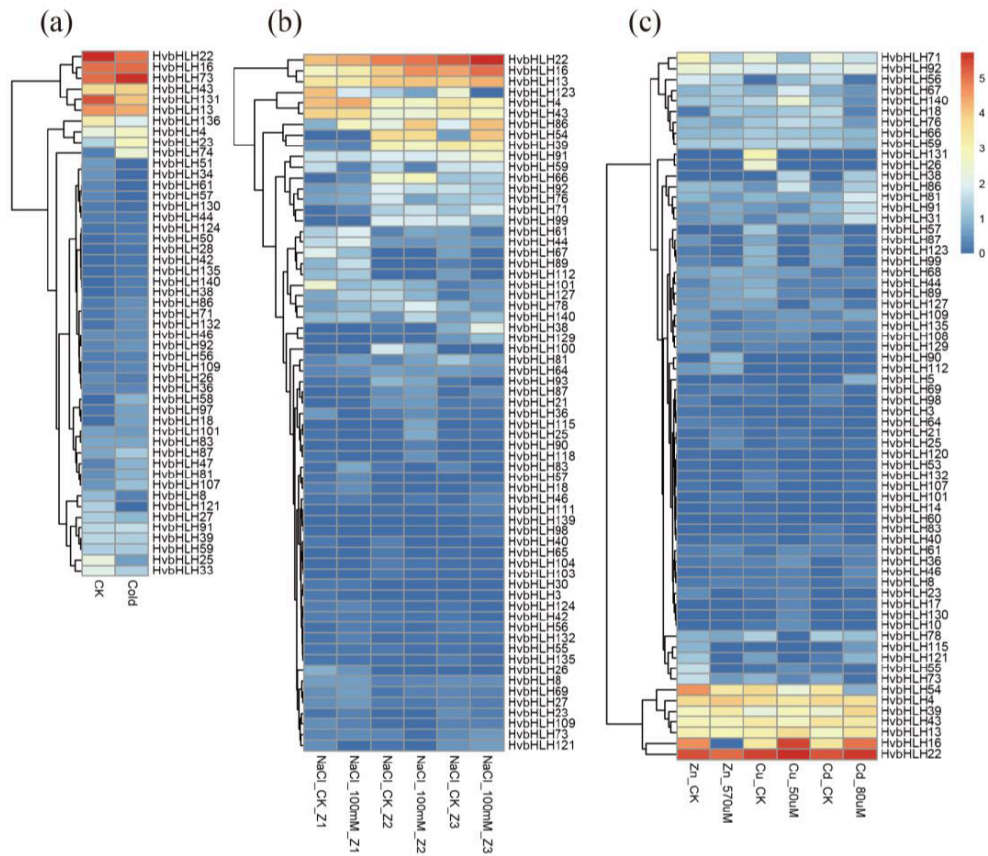 (a)
HvbHLH22
HvbHLH16
HvbHLH73
HvbHLH43
HvbHLH131
HvbHLH13
HvbHLH136
HvbHLH4
HvbHLH23
HvbHLH74
HvbHLH51
HvbHLH34
HvbHLH61
HvbHLH57
HvbHLH130
HvbHLH44
HvbHLH124
HvbHLH50
HvbHLH28
HvbHLH42
HvbHLH135
HvbHLH140
HvbHLH38
HvbHLH86
HvbHLH71
HvbHLH132
HvbHLH46
HvbHLH92
HvbHLH56
HvbHLH109
HvbHLH26
HvbHLH36
HvbHLH58
HvbHLH97
HvbHLH18
HvbHLH101
HvbHLH83
HvbHLH87
HvbHLH47
HvbHLH81
HvbHLH107
HvbHLH8
HvbHLH121
HvbHLH27
HvbHLH91
HvbHLH39
HvbHLH59
HvbHLH25
HvbHLH33
CK
Cold
(b)
HvbHLH22
HvbHLH16
HvbHLH13
HvbHLH123
HvbHLH4
HvbHLH43
HvbHLH86
HvbHLH54
HvbHLH39
HvbHLH91
HvbHLH59
HvbHLH66
HvbHLH92
HvbHLH76
HvbHLH71
HvbHLH99
HvbHLH61
HvbHLH44
HvbHLH67
HvbHLH89
HvbHLH112
HvbHLH101
HvbHLH127
HvbHLH78
HvbHLH140
HvbHLH38
HvbHLH129
HvbHLH100
HvbHLH81
HvbHLH64
HvbHLH93
HvbHLH87
HvbHLH21
HvbHLH36
HvbHLH115
HvbHLH25
HvbHLH90
HvbHLH118
HvbHLH83
HvbHLH57
HvbHLH18
HvbHLH46
HvbHLH111
HvbHLH139
HvbHLH98
HvbHLH40
HvbHLH65
HvbHLH104
HvbHLH103
HvbHLH30
HvbHLH3
HvbHLH124
HvbHLH42
HvbHLH56
HvbHLH132
HvbHLH55
HvbHLH135
HvbHLH26
HvbHLH8
HvbHLH69
HvbHLH27
HvbHLH23
HvbHLH109
HvbHLH73
HvbHLH121
NaCl_CK_Z1
NaCl_100mM_Z1
NaCl_CK_Z2
NaCl_100mM_Z2
NaCl_CK_Z3
NaCl_100mM_Z3
(c)
HvbHLH71
HvbHLH92
HvbHLH56
HvbHLH67
HvbHLH140
HvbHLH18
HvbHLH76
HvbHLH66
HvbHLH59
HvbHLH131
HvbHLH26
HvbHLH38
HvbHLH86
HvbHLH81
HvbHLH91
HvbHLH31
HvbHLH57
HvbHLH87
HvbHLH123
HvbHLH99
HvbHLH68
HvbHLH44
HvbHLH89
HvbHLH127
HvbHLH109
HvbHLH135
HvbHLH108
HvbHLH129
HvbHLH90
HvbHLH112
HvbHLH5
HvbHLH69
HvbHLH98
HvbHLH3
HvbHLH64
HvbHLH21
HvbHLH25
HvbHLH120
HvbHLH53
HvbHLH132
HvbHLH107
HvbHLH101
HvbHLH14
HvbHLH60
HvbHLH83
HvbHLH40
HvbHLH61
HvbHLH36
HvbHLH46
HvbHLH8
HvbHLH23
HvbHLH17
HvbHLH130
HvbHLH10
HvbHLH78
HvbHLH115
HvbHLH121
HvbHLH55
HvbHLH73
HvbHLH54
HvbHLH4
HvbHLH39
HvbHLH43
HvbHLH13
HvbHLH16
HvbHLH22
Zn_CK
Zn_570uM
Cu_CK
Cu_50uM
Cd_CK
Cd_80uM
5
4
3
2
1
0